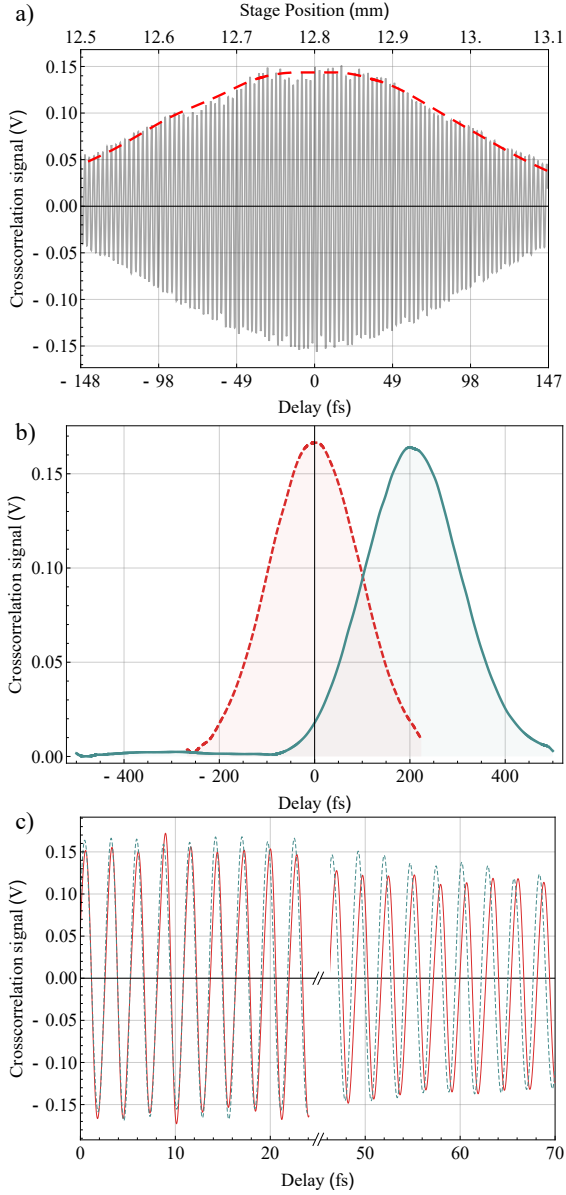 a)
Stage Position (mm)
12.5 12.6 12.7 12.8 12.9 13. 13.1
Crosscorrelation signal (V)
0.15
0.10
0.05
0.00
- 0.05
- 0.10
- 0.15
- 148 - 98 - 49 0 49 98 147
Delay (fs)
b)
Crosscorrelation signal (V)
0.15
0.10
0.05
0.00
- 400 - 200 0 200 400
Delay (fs)
c)
Crosscorrelation signal (V)
0.15
0.10
0.05
0.00
- 0.05
- 0.10
- 0.15
//
//
0 10 20 50 60 70
Delay (fs)